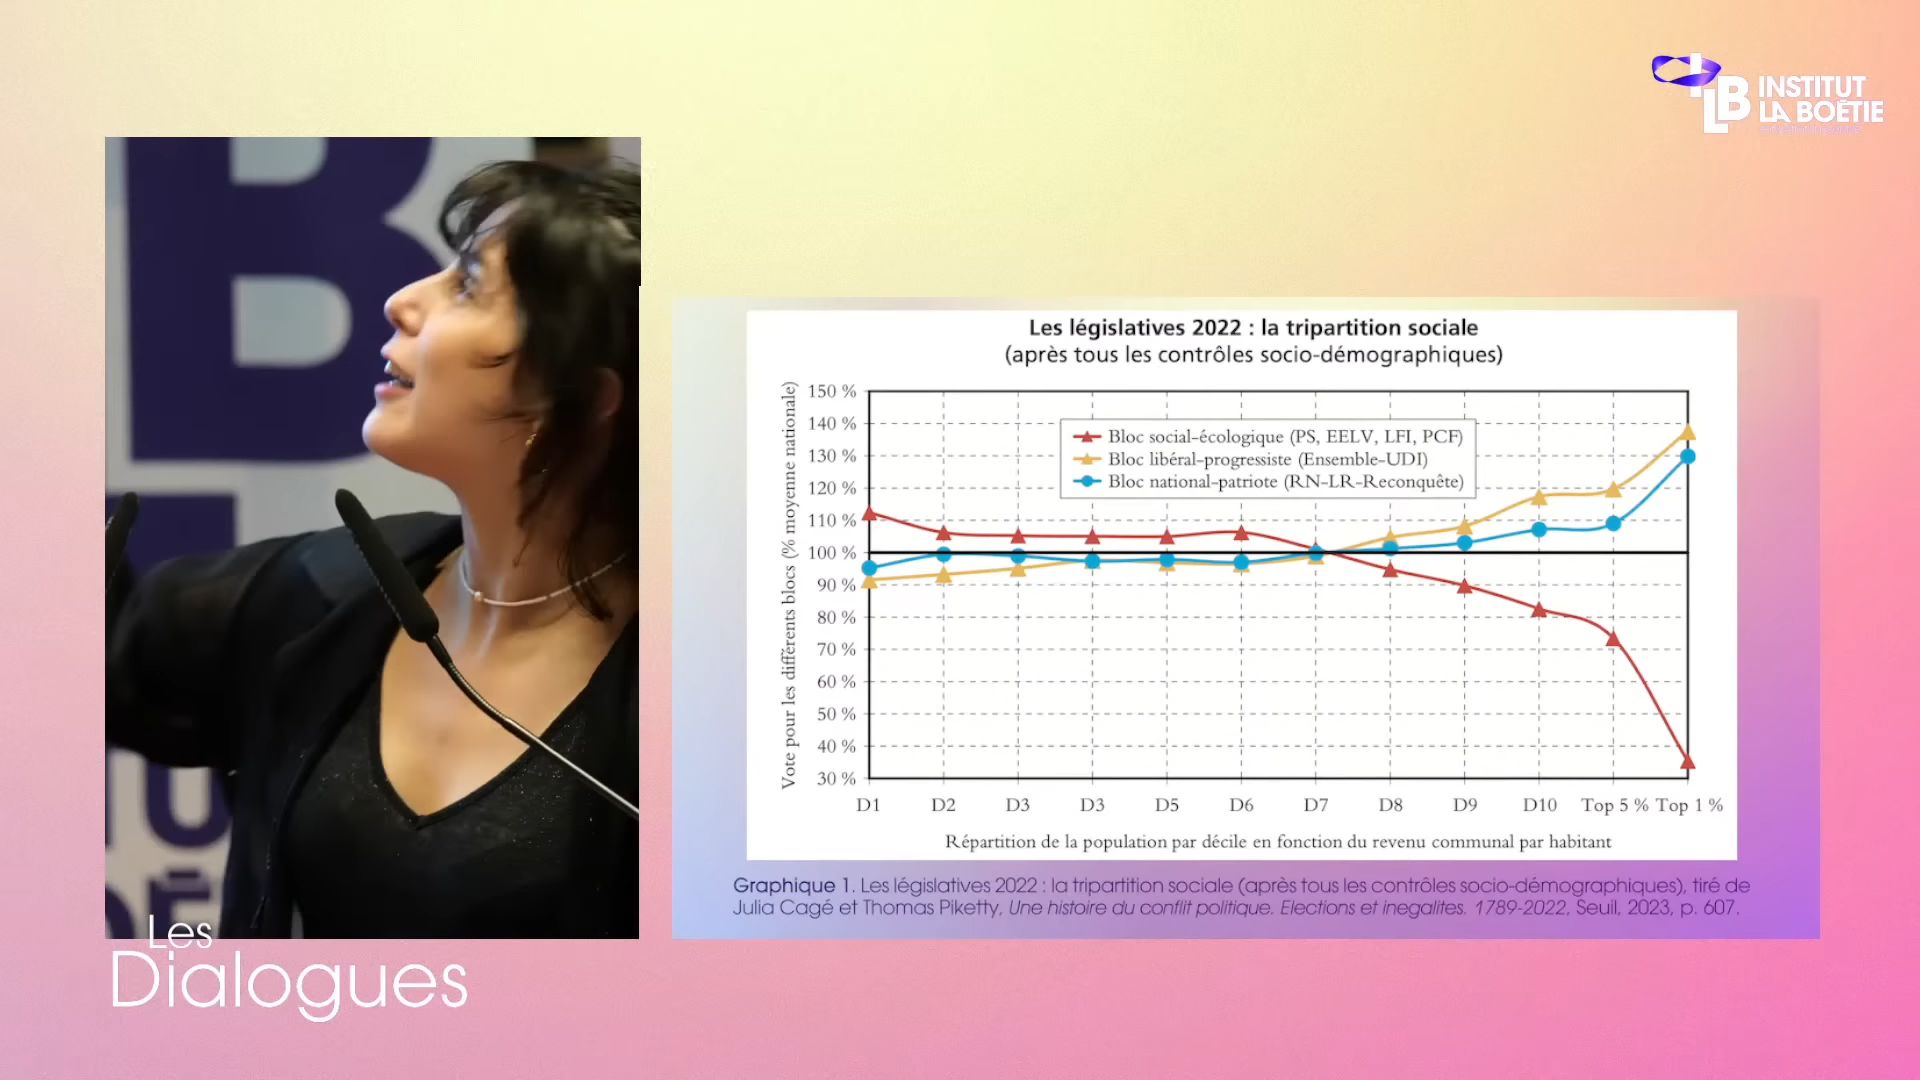 INSTITUT
LA BOÉTIE
Les législatives 2022 : la tripartition sociale
(après tous les contrôles socio-démographiques)
Vote pour les différents blocs (% moyenne nationale)
150 %
140 %
130 %
120 %
110 %
100 %
90 %
80 %
70 %
60 %
50 %
40 %
30 %
Bloc social-écologique (PS, EELV, LFI, PCF)
Bloc libéral-progressiste (Ensemble-UDI)
Bloc national-patriote (RN-LR-Reconquête)
D1 D2 D3 D3 D5 D6 D7 D8 D9 D10 Top 5 % Top 1 %
Répartition de la population par décile en fonction du revenu communal par habitant
Graphique 1. Les législatives 2022 : la tripartition sociale (après tous les contrôles socio-démographiques), tiré de
Julia Cagé et Thomas Piketty, Une histoire du conflit politique. Elections et inegalites. 1789-2022, Seuil, 2023, p. 607.
Les
Dialogues